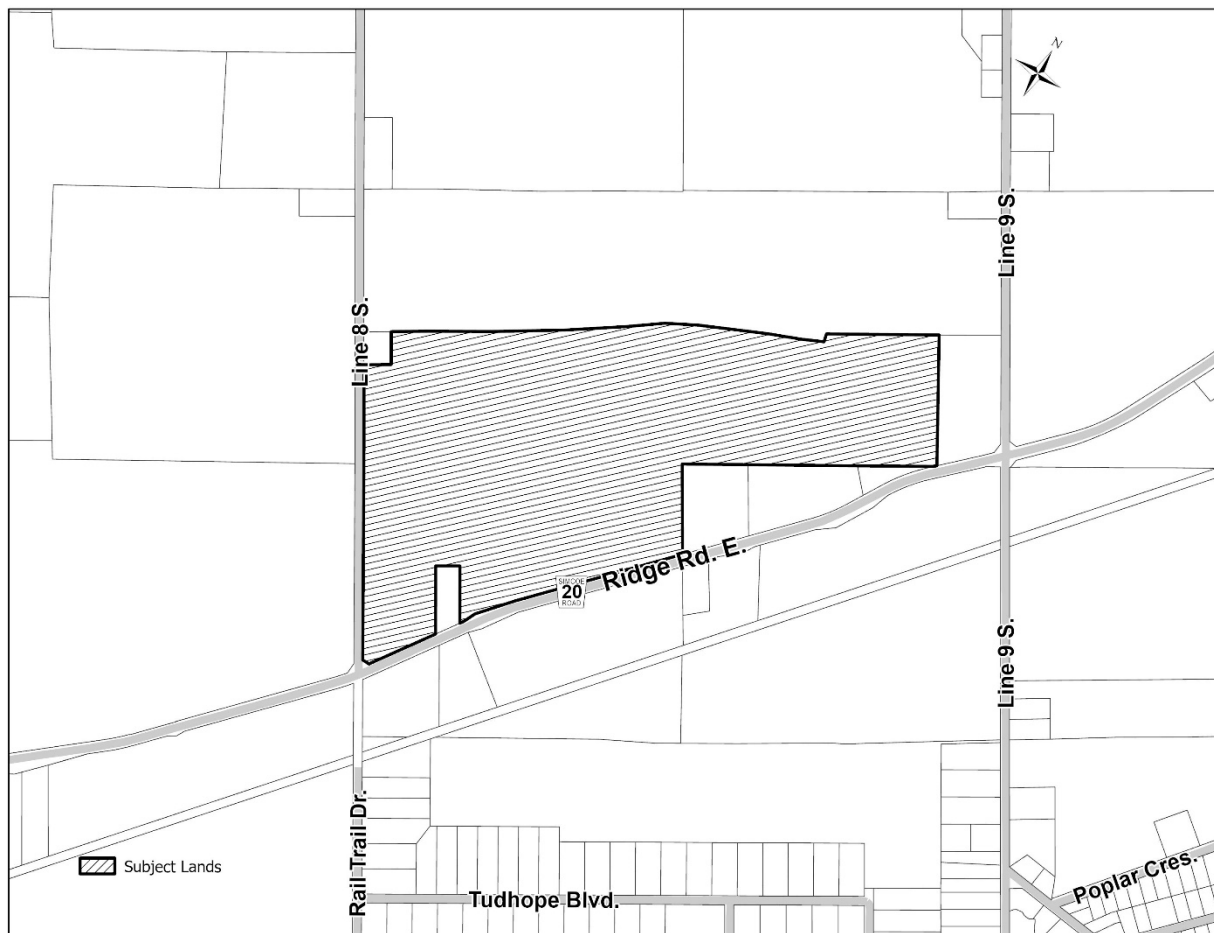 N
Line 9 S.
Line 8 S.
SIMCOE
20
ROAD
Ridge Rd. E.
Line 9 S.
Rail Trail Dr.
Subject Lands
Tudhope Blvd.
Poplar Cres.